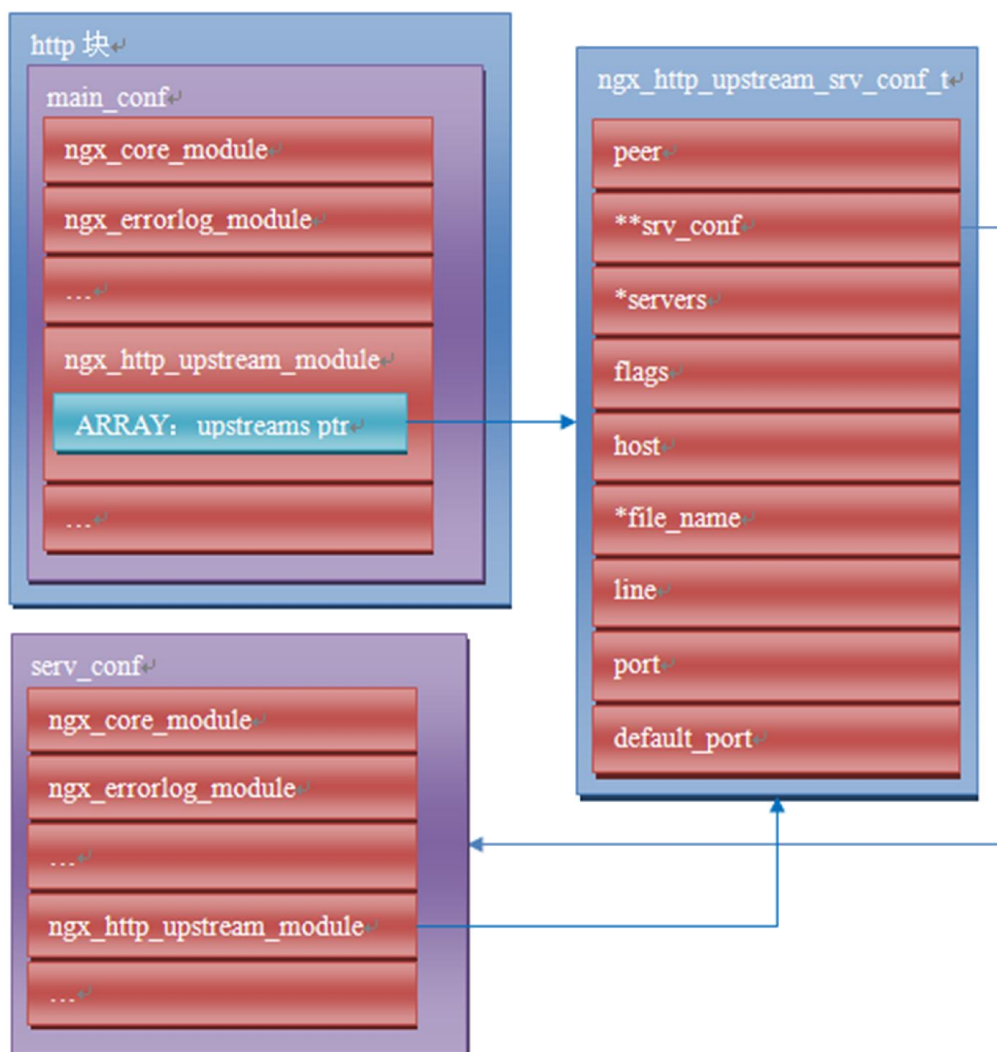 http 块↵
main_conf↵
ngx_core_module↵
ngx_errorlog_module↵
…↵
ngx_http_upstream_module↵
ARRAY：upstreams ptr↵
…↵
ngx_http_upstream_srv_conf_t↵
peer↵
**srv_conf↵
*servers↵
flags↵
host↵
*file_name↵
line↵
port↵
default_port↵
serv_conf↵
ngx_core_module↵
ngx_errorlog_module↵
…↵
ngx_http_upstream_module↵
…↵